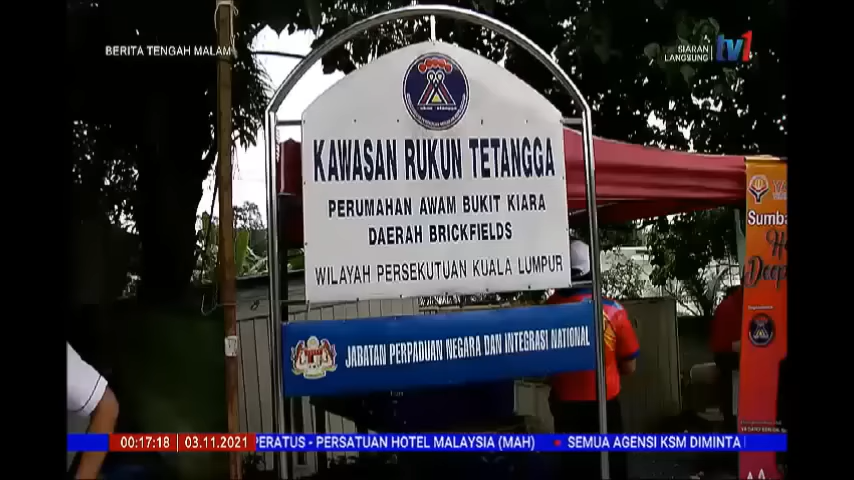 BERITA TENGAH MALAM
SIARAN
LANGSUNG
tv1
KAWASAN RUKUN TETANGGA
PERUMAHAN AWAM BUKIT KIARA
DAERAH BRICKFIELDS
WILAYAH PERSEKUTUAN KUALA LUMPUR
JABATAN PERPADUAN NEGARA DAN INTEGRASI NASIONAL
Sumba
Deep
00:17:18 03.11.2021 PERATUS - PERSATUAN HOTEL MALAYSIA (MAH) SEMUA AGENSI KSM DIMINTA